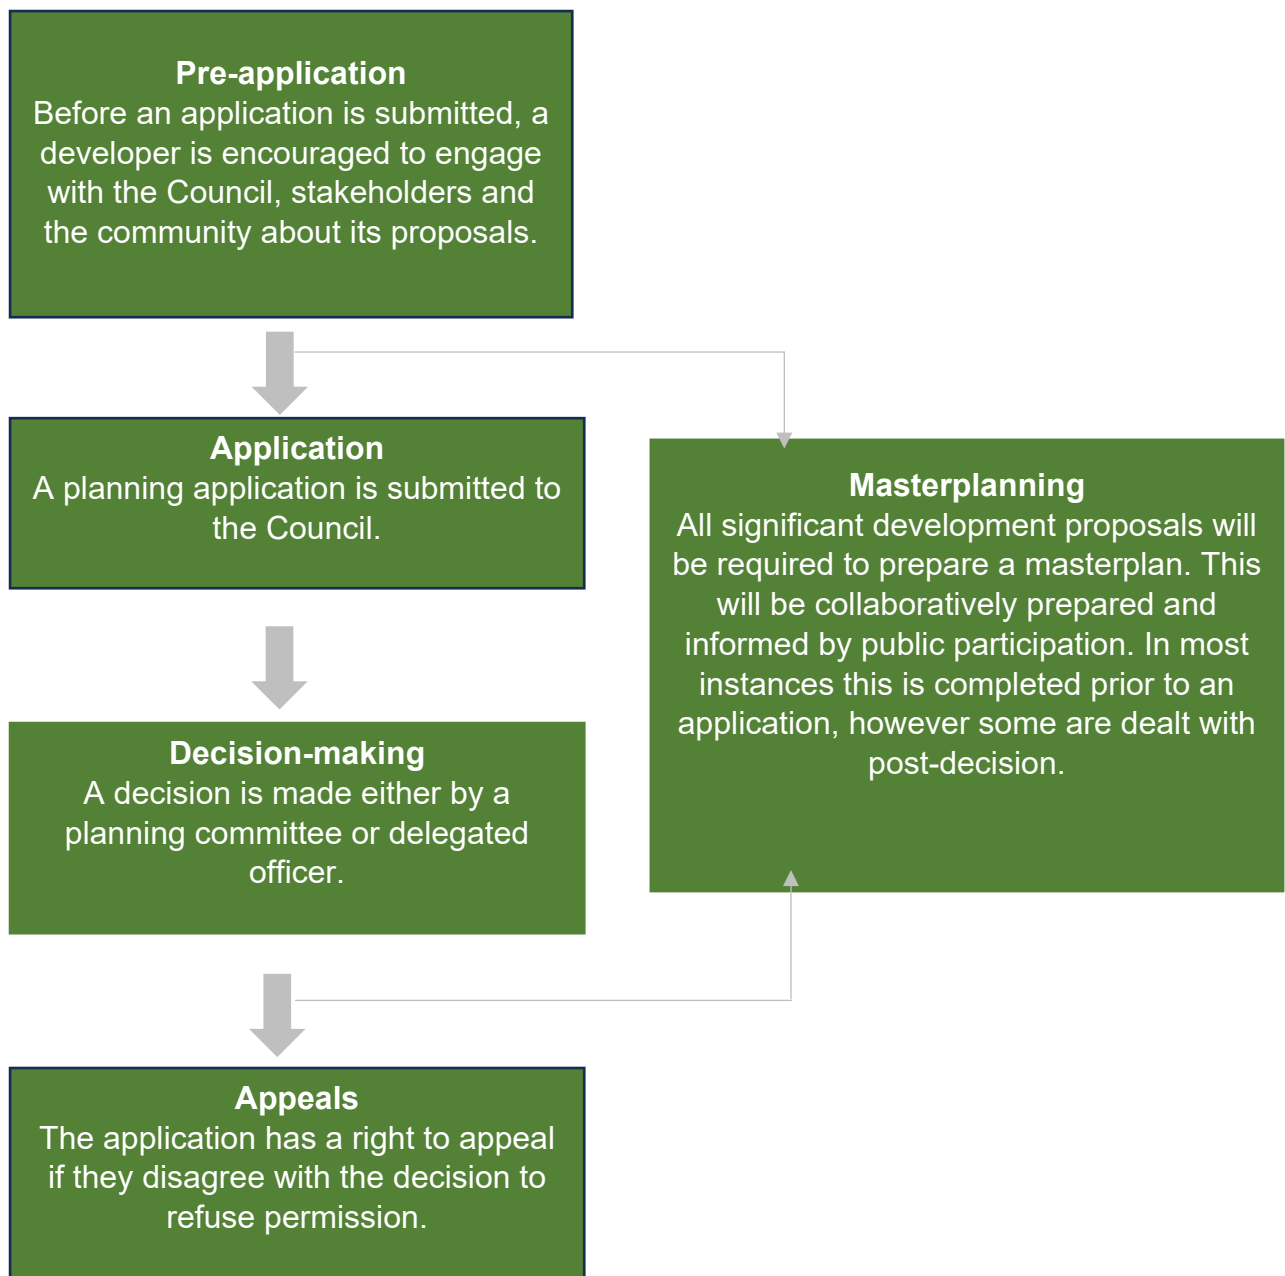 Pre-application
Before an application is submitted, a
developer is encouraged to engage
with the Council, stakeholders and
the community about its proposals.
Application
A planning application is submitted to
the Council.
Masterplanning
All significant development proposals will
be required to prepare a masterplan. This
will be collaboratively prepared and
informed by public participation. In most
instances this is completed prior to an
application, however some are dealt with
post-decision.
Decision-making
A decision is made either by a
planning committee or delegated
officer.
Appeals
The application has a right to appeal
if they disagree with the decision to
refuse permission.